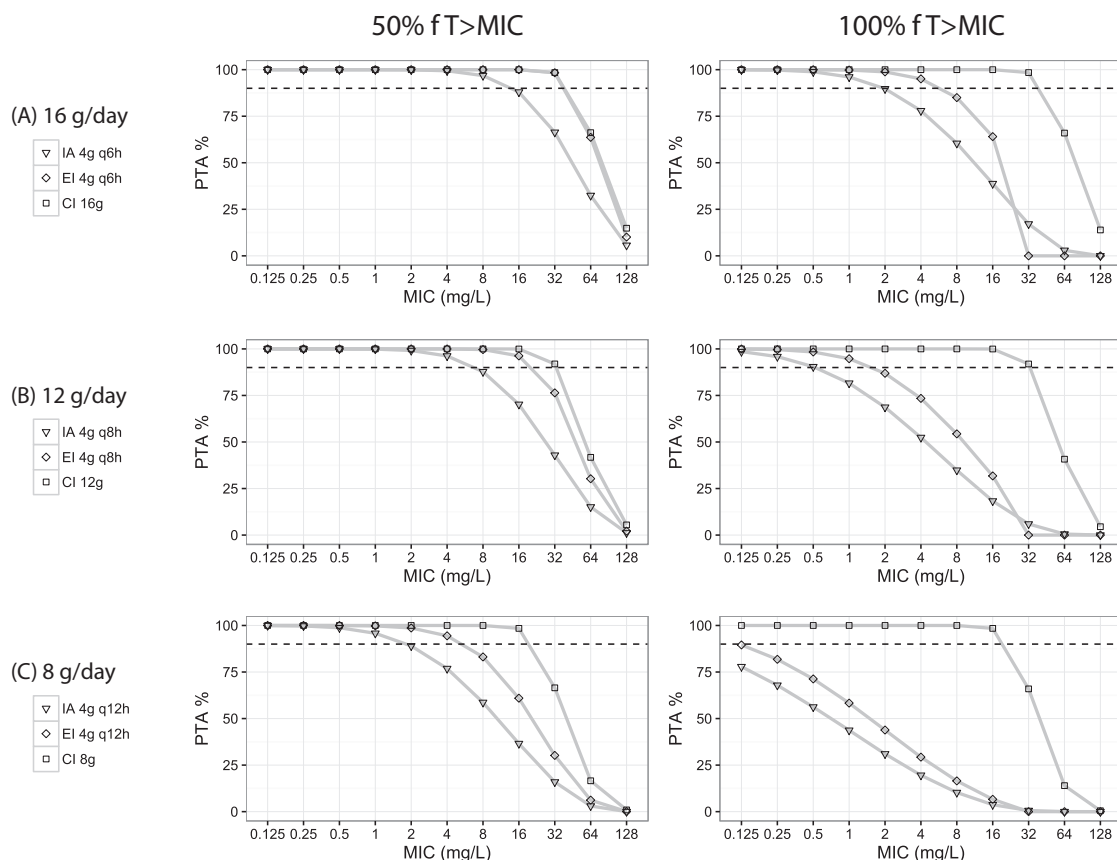 50% f T>MIC
100% f T>MIC
(A) 16 g/day
IA 4g q6h
EI 4g q6h
CI 16g
PTA %
100
75
50
25
0
0.125 0.25 0.5 1 2 4 8 16 32 64 128
MIC (mg/L)
PTA %
100
75
50
25
0
0.125 0.25 0.5 1 2 4 8 16 32 64 128
MIC (mg/L)
(B) 12 g/day
IA 4g q8h
EI 4g q8h
CI 12g
PTA %
100
75
50
25
0
0.125 0.25 0.5 1 2 4 8 16 32 64 128
MIC (mg/L)
PTA %
100
75
50
25
0
0.125 0.25 0.5 1 2 4 8 16 32 64 128
MIC (mg/L)
(C) 8 g/day
IA 4g q12h
EI 4g q12h
CI 8g
PTA %
100
75
50
25
0
0.125 0.25 0.5 1 2 4 8 16 32 64 128
MIC (mg/L)
PTA %
100
75
50
25
0
0.125 0.25 0.5 1 2 4 8 16 32 64 128
MIC (mg/L)